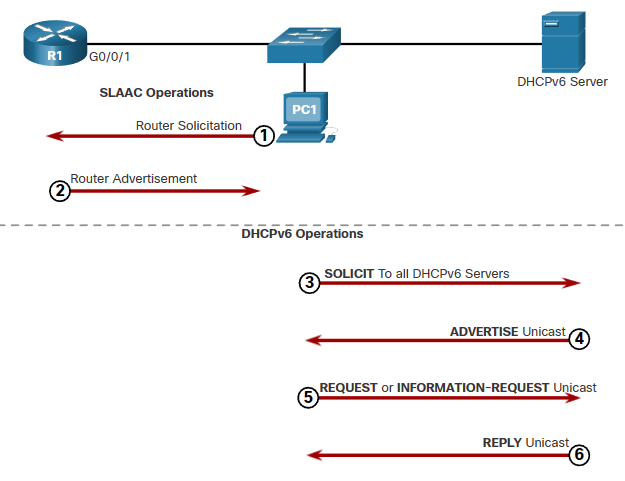 R1
G0/0/1
DHCPv6 Server
SLAAC Operations
PC1
Router Solicitation
1
Router Advertisement
2
DHCPv6 Operations
SOLICIT To all DHCPv6 Servers
3
ADVERTISE Unicast
4
REQUEST or INFORMATION-REQUEST Unicast
5
REPLY Unicast
6